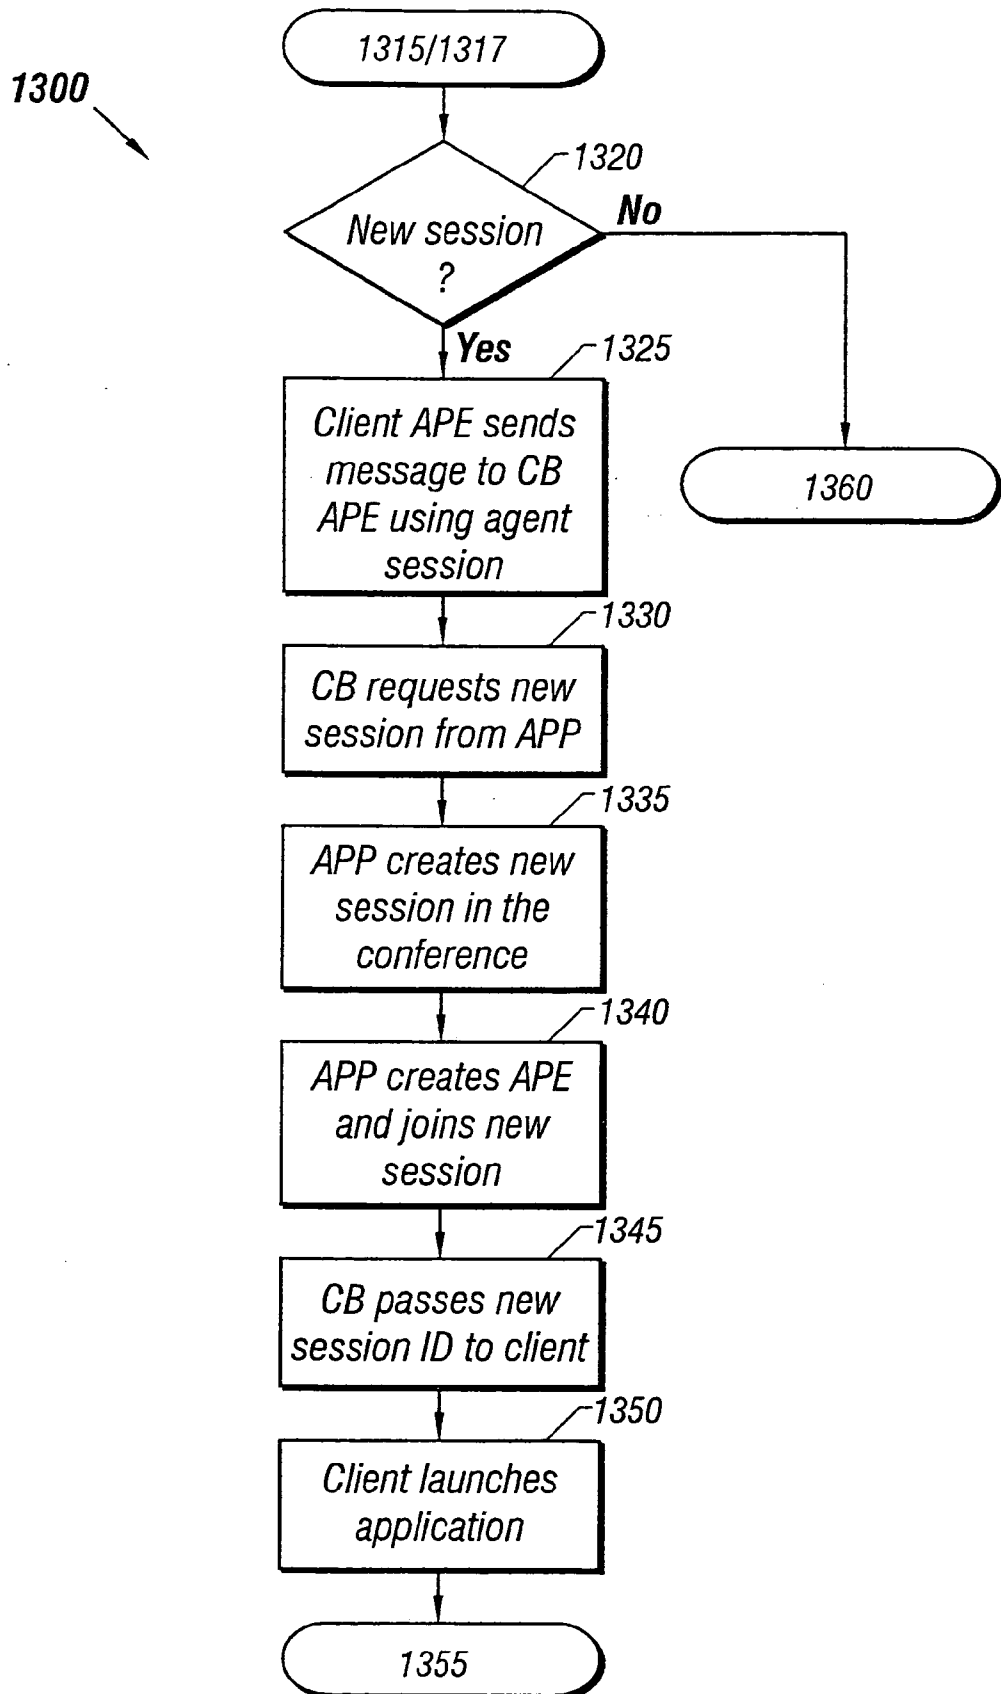 1315/1317
1300
1320
New session
?
No
Yes
1325
Client APE sends
message to CB
APE using agent
session
1360
1330
CB requests new
session from APP
1335
APP creates new
session in the
conference
1340
APP creates APE
and joins new
session
1345
CB passes new
session ID to client
1350
Client launches
application
1355